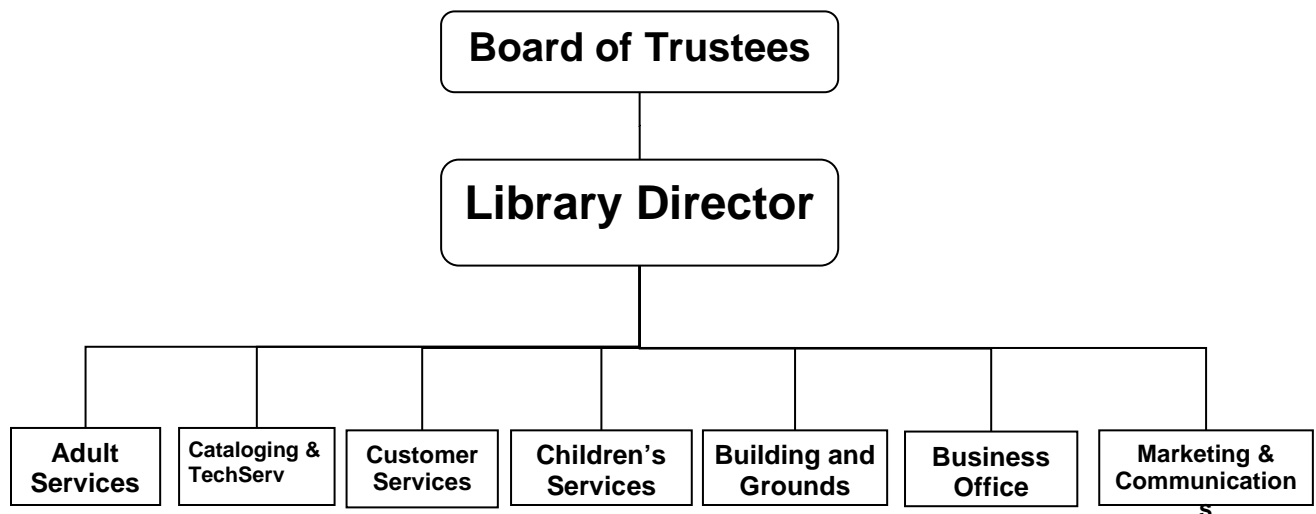 Board of Trustees
Library Director
Adult
Services
Cataloging &
TechServ
Customer
Services
Children's
Services
Building and
Grounds
Business
Office
Marketing &
Communication
s